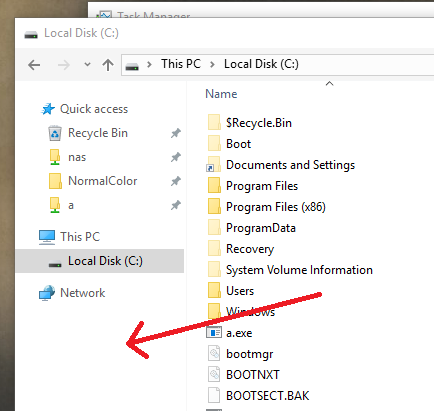 Task Manager
Local Disk (C:)
This PC > Local Disk (C:)
Name
Quick access
Recycle Bin
nas
NormalColor
a
This PC
Local Disk (C:)
Network
$Recycle.Bin
Boot
Documents and Settings
Program Files
Program Files (x86)
ProgramData
Recovery
System Volume Information
Users
Windows
a.exe
bootmgr
BOOTNXT
BOOTSECT.BAK